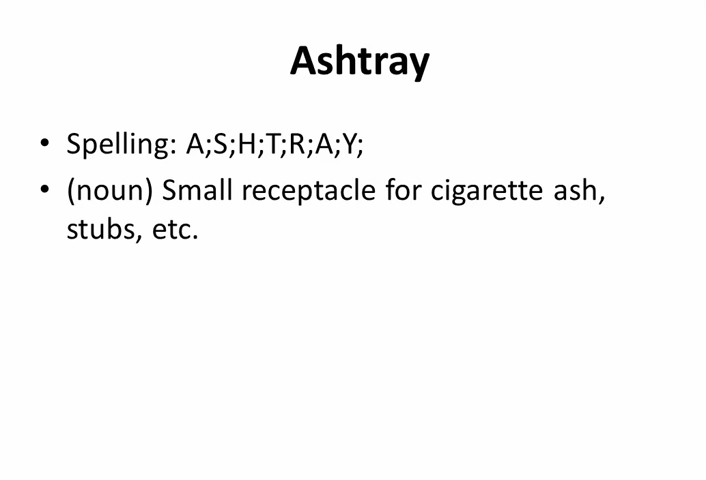 Ashtray
• Spelling: A;S;H;T;R;A;Y;
• (noun) Small receptacle for cigarette ash,
stubs, etc.